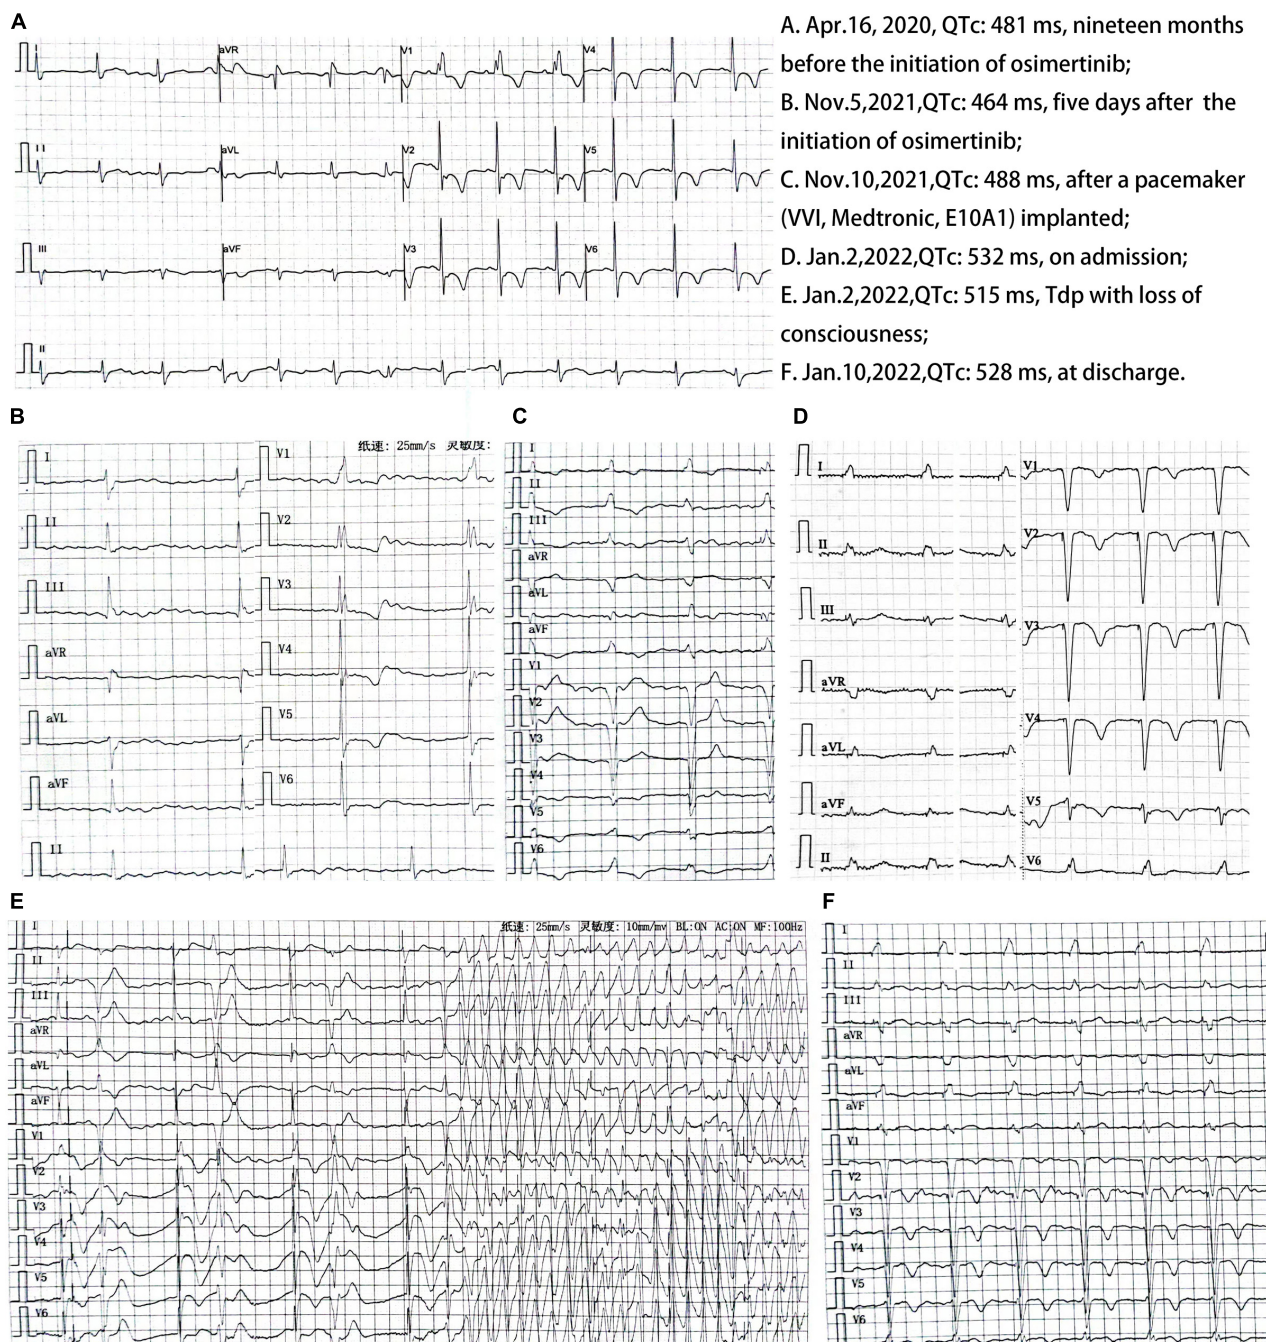 A
A. Apr.16, 2020, QTc: 481 ms, nineteen months
before the initiation of osimertinib;
B. Nov.5,2021,QTc: 464 ms, five days after the
initiation of osimertinib;
C. Nov.10,2021,QTc: 488 ms, after a pacemaker
(VVI, Medtronic, E10A1) implanted;
D. Jan.2,2022,QTc: 532 ms, on admission;
E. Jan.2,2022,QTc: 515 ms, Tdp with loss of
consciousness;
F. Jan.10,2022,QTc: 528 ms, at discharge.
I aVR V1 V4
II aVL V2 V5
III aVF V3 V6
II
B
纸速: 25mm/s 灵敏度:
I V1
II V2
III V3
aVR V4
aVL V5
aVF V6
II
C
I
II
III
aVR
aVL
aVF
V1
V2
V3
V4
V5
V6
D
I V1
II V2
III V3
aVR
aVL V4
aVF V5
II V6
E
纸速: 25mm/s 灵敏度: 10mm/mv BL:ON AC:ON MF:100Hz
I
II
III
aVR
aVL
aVF
V1
V2
V3
V4
V5
V6
F
I
II
III
aVR
aVL
aVF
V1
V2
V3
V4
V5
V6